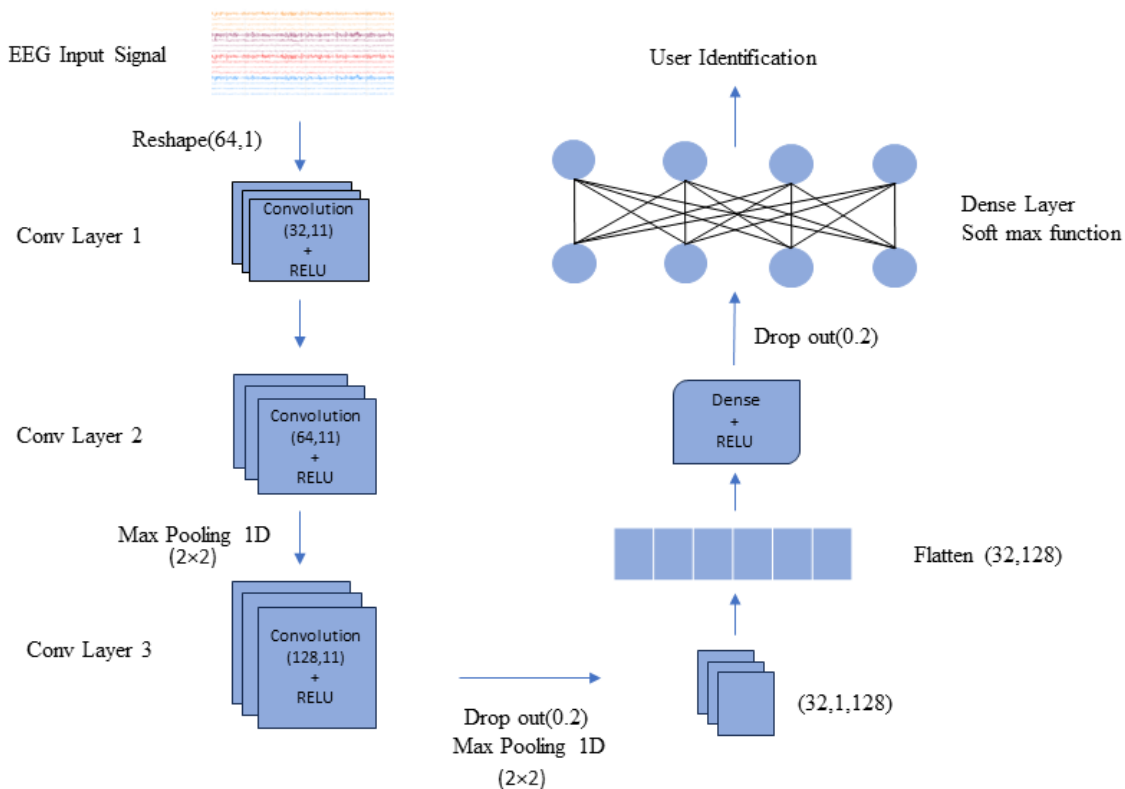 EEG Input Signal
Reshape(64,1)
Conv Layer 1
Convolution
(32,11)
+
RELU
Conv Layer 2
Convolution
(64,11)
+
RELU
Max Pooling 1D
(2×2)
Conv Layer 3
Convolution
(128,11)
+
RELU
Drop out(0.2)
Max Pooling 1D
(2×2)
(32,1,128)
Flatten (32,128)
Dense
+
RELU
Drop out(0.2)
Dense Layer
Soft max function
User Identification